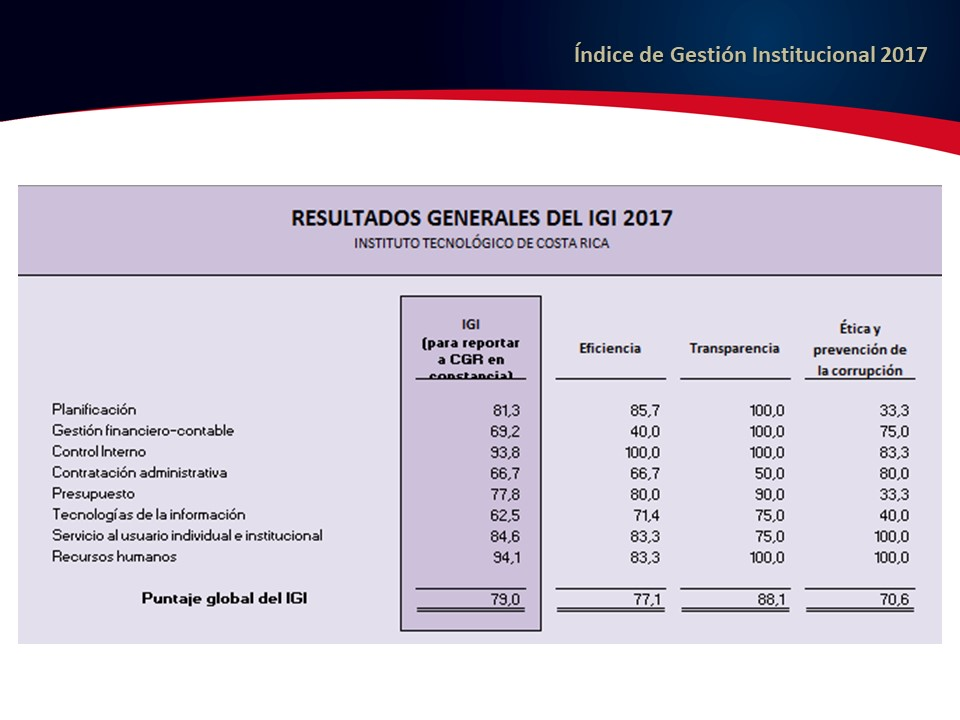 Índice de Gestión Institucional 2017
RESULTADOS GENERALES DEL IGI 2017
INSTITUTO TECNOLÓGICO DE COSTA RICA
IGI
(para reportar
a CGR en
constancia)
Eficiencia
Transparencia
Ética y
prevención de
la corrupción
Planificación 81,3 85,7 100,0 33,3
Gestión financiero-contable 69,2 40,0 100,0 75,0
Control Interno 93,8 100,0 100,0 83,3
Contratación administrativa 66,7 66,7 50,0 80,0
Presupuesto 77,8 80,0 90,0 33,3
Tecnologías de la información 62,5 71,4 75,0 40,0
Servicio al usuario individual e institucional 84,6 83,3 75,0 100,0
Recursos humanos 94,1 83,3 100,0 100,0
Puntaje global del IGI 79,0 77,1 88,1 70,6